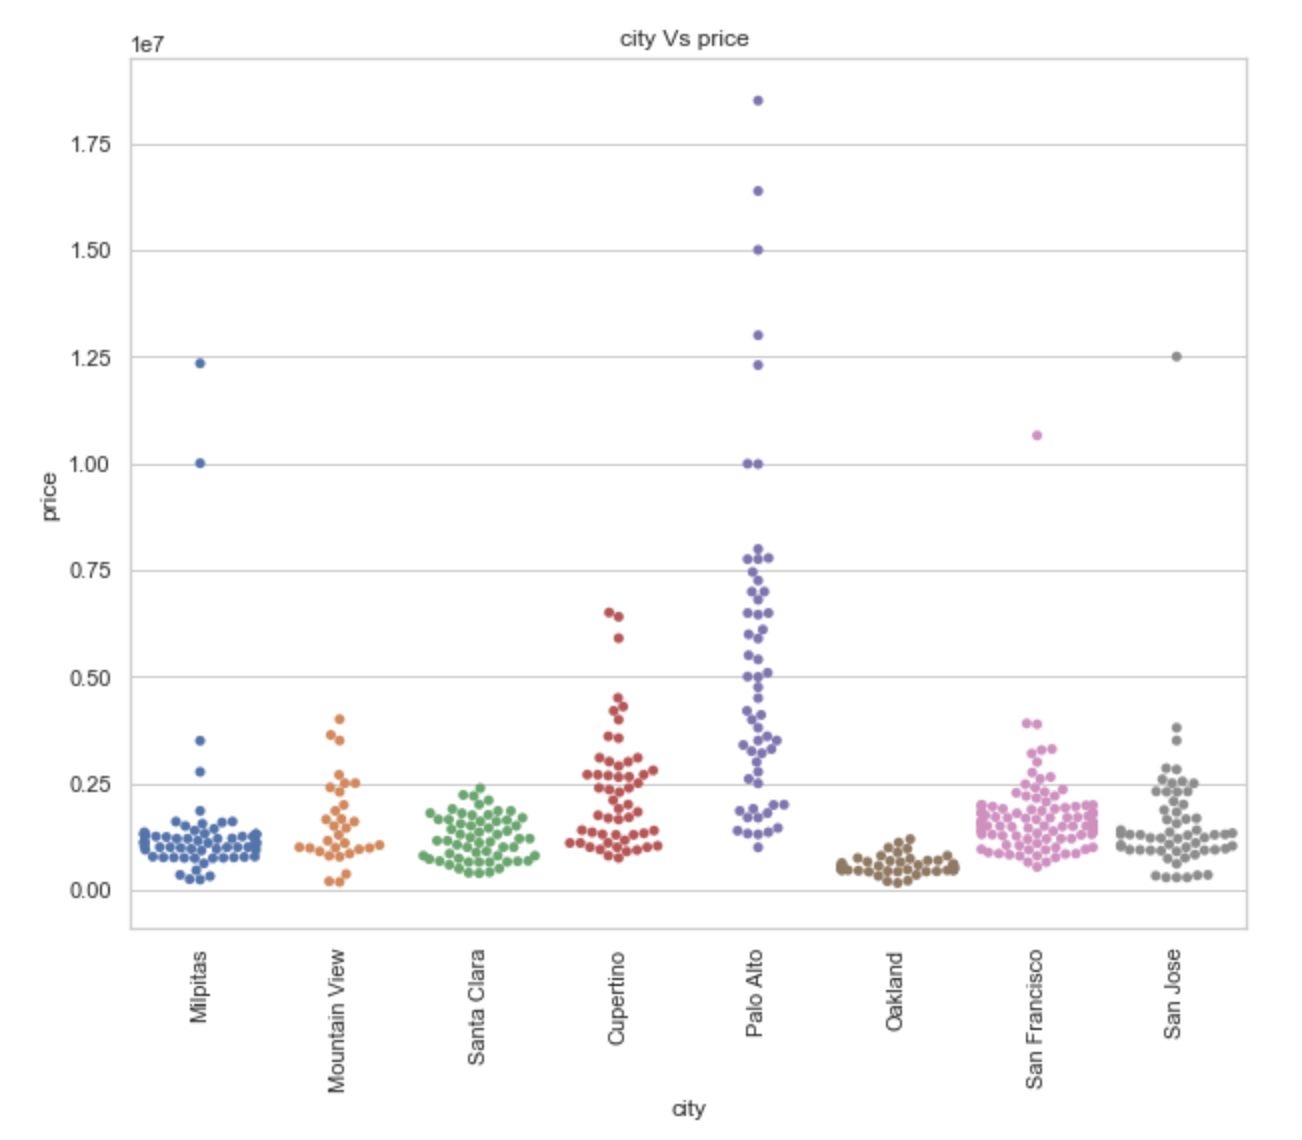 city Vs price
1e7
1.75
1.50
1.25
1.00
0.75
0.50
0.25
0.00
price
Milpitas
Mountain View
Santa Clara
Cupertino
Palo Alto
Oakland
San Francisco
San Jose
city